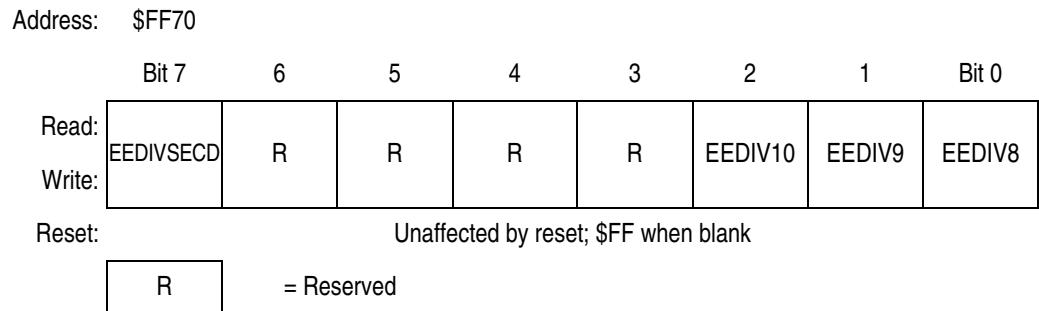 Address: $FF70
Bit 7 6 5 4 3 2 1 Bit 0
Read:
EEDIVSECD R R R R EEDIV10 EEDIV9 EEDIV8
Write:
Reset: Unaffected by reset; $FF when blank
R = Reserved